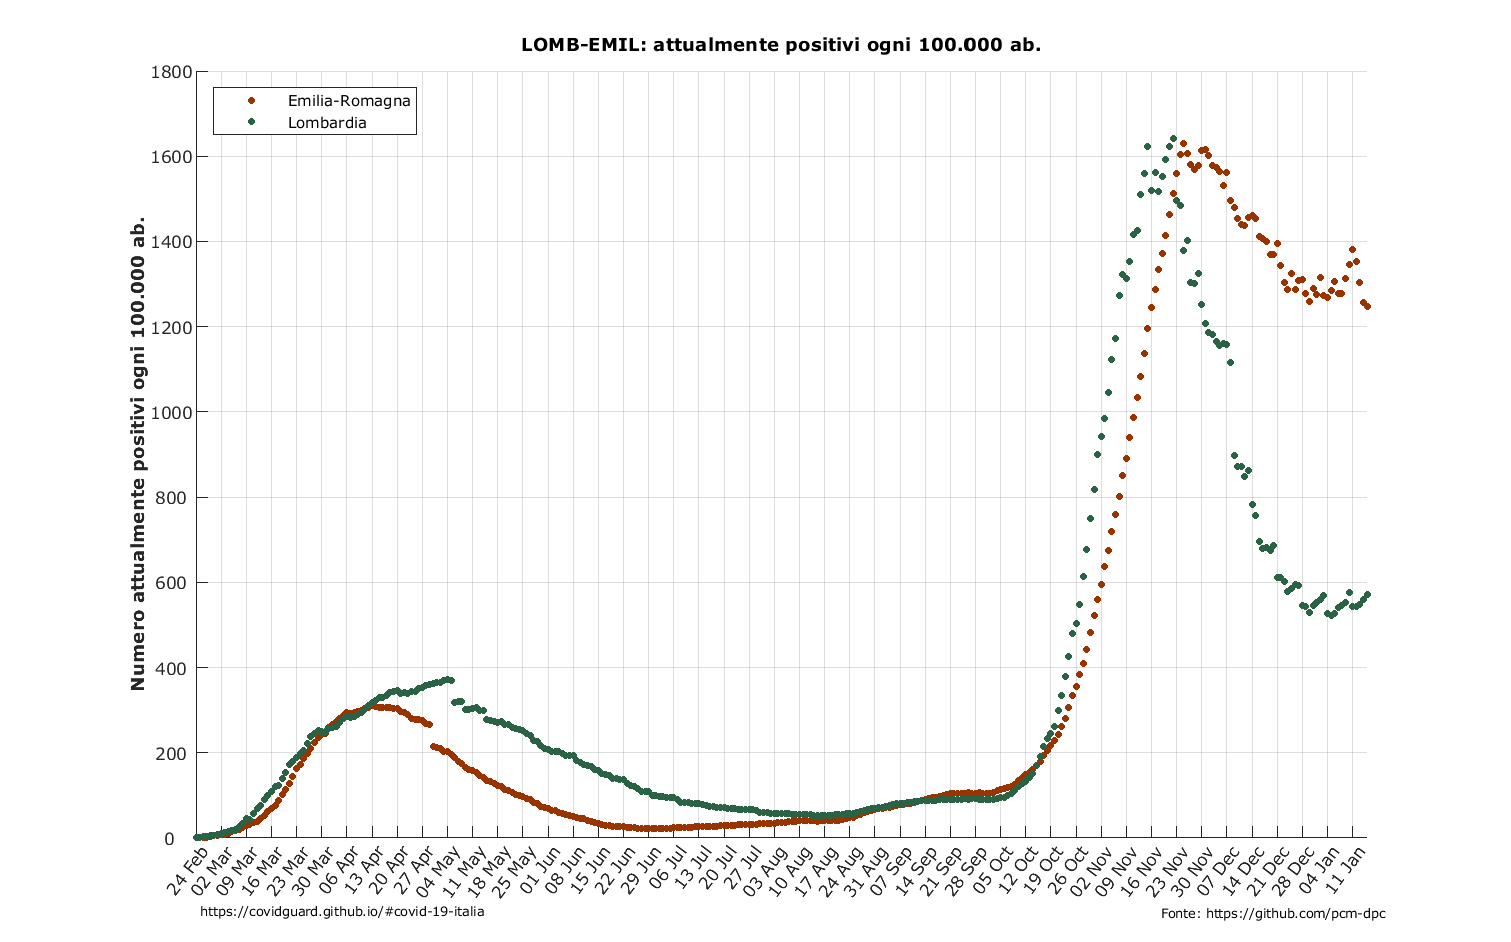 LOMB-EMIL: attualmente positivi ogni 100.000 ab.
Numero attualmente positivi ogni 100.000 ab.
1800
1600
1400
1200
1000
800
600
400
200
0
Emilia-Romagna
Lombardia
24 Feb
02 Mar
09 Mar
16 Mar
23 Mar
30 Mar
06 Apr
13 Apr
20 Apr
27 Apr
04 May
11 May
18 May
25 May
01 Jun
08 Jun
15 Jun
22 Jun
29 Jun
06 Jul
13 Jul
20 Jul
27 Jul
03 Aug
10 Aug
17 Aug
24 Aug
31 Aug
07 Sep
14 Sep
21 Sep
28 Sep
05 Oct
12 Oct
19 Oct
26 Oct
02 Nov
09 Nov
16 Nov
23 Nov
30 Nov
07 Dec
14 Dec
21 Dec
28 Dec
04 Jan
11 Jan
https://covidguard.github.io/#covid-19-italia
Fonte: https://github.com/pcm-dpc